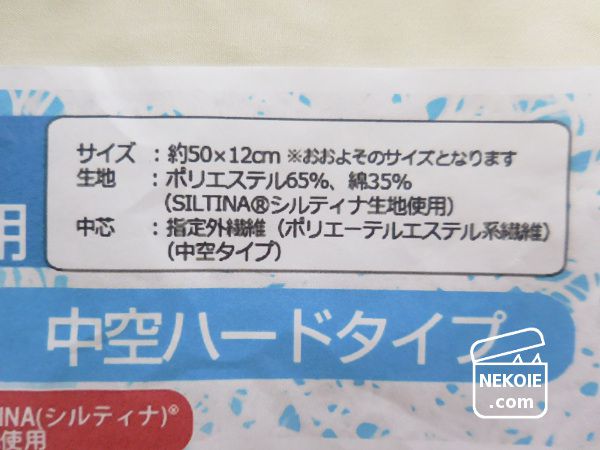 サイズ ：約50×12cm ※おおよそのサイズとなります
生地 ：ポリエステル65%、綿35%
（SILTINA®シルティナ生地使用）
中芯 ：指定外繊維（ポリエーテルエステル系繊維）
（中空タイプ）
用
中空ハードタイプ
INA(シルティナ)®
使用
NEKOIE
.com